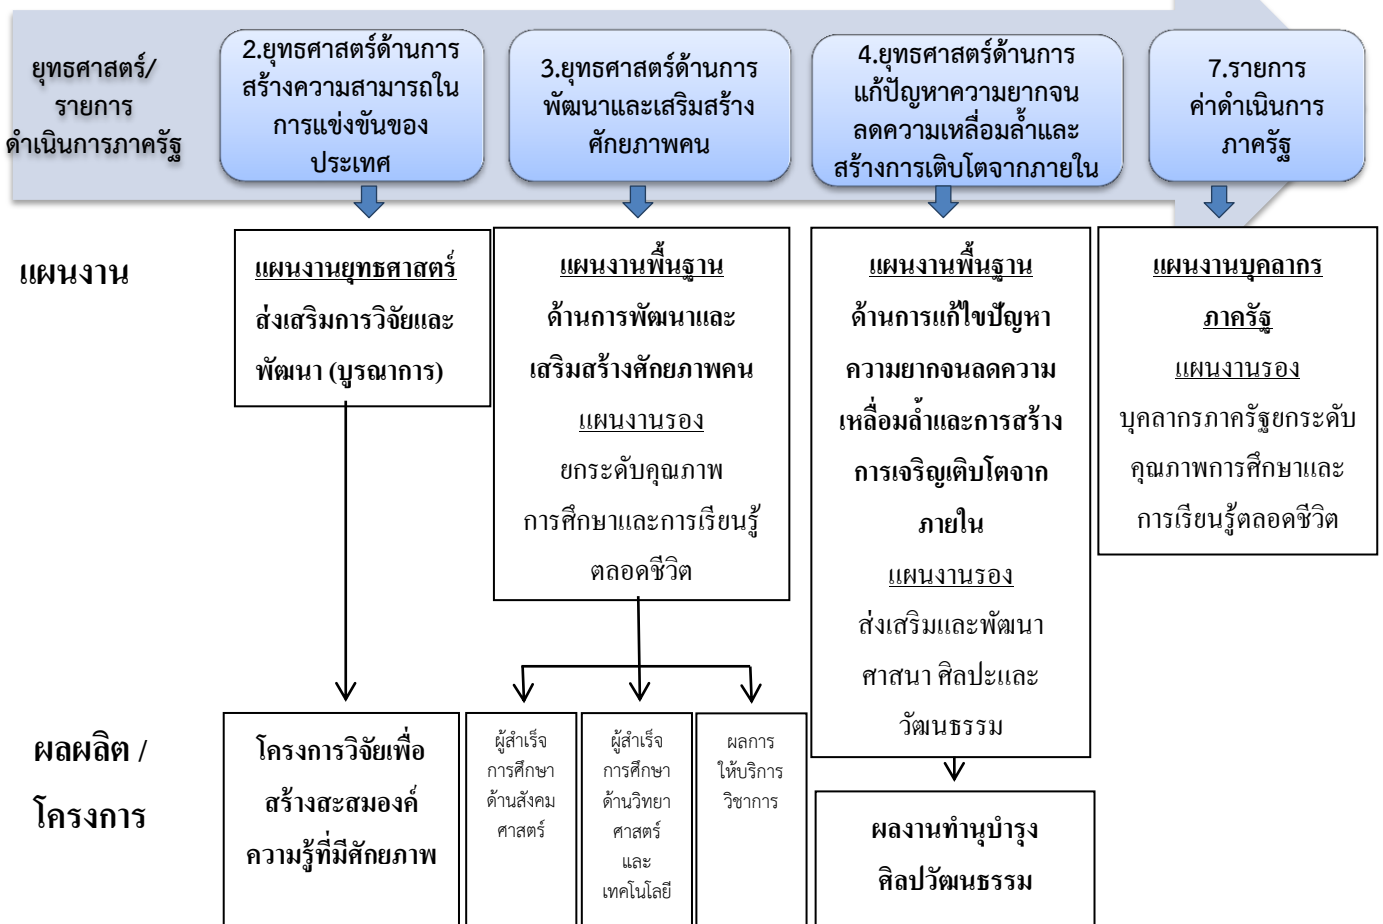 ยุทธศาสตร์/
รายการ
ดำเนินการภาครัฐ
2.ยุทธศาสตร์ด้านการ
สร้างความสามารถใน
การแข่งขันของ
ประเทศ
3.ยุทธศาสตร์ด้านการ
พัฒนาและเสริมสร้าง
ศักยภาพคน
4.ยุทธศาสตร์ด้านการ
แก้ปัญหาความยากจน
ลดความเหลื่อมล้ำและ
สร้างการเติบโตจากภายใน
7.รายการ
ค่าดำเนินการ
ภาครัฐ
แผนงาน
แผนงานยุทธศาสตร์
ส่งเสริมการวิจัยและ
พัฒนา (บูรณาการ)
แผนงานพื้นฐาน
ด้านการพัฒนาและ
เสริมสร้างศักยภาพคน
แผนงานรอง
ยกระดับคุณภาพ
การศึกษาและการเรียนรู้
ตลอดชีวิต
แผนงานพื้นฐาน
ด้านการแก้ไขปัญหา
ความยากจนลดความ
เหลื่อมล้ำและการสร้าง
การเจริญเติบโตจาก
ภายใน
แผนงานรอง
ส่งเสริมและพัฒนา
ศาสนา ศิลปะและ
วัฒนธรรม
แผนงานบุคลากร
ภาครัฐ
แผนงานรอง
บุคลากรภาครัฐยกระดับ
คุณภาพการศึกษาและ
การเรียนรู้ตลอดชีวิต
ผลผลิต /
โครงการ
โครงการวิจัยเพื่อ
สร้างสะสมองค์
ความรู้ที่มีศักยภาพ
ผู้สำเร็จ
การศึกษา
ด้านสังคม
ศาสตร์
ผู้สำเร็จ
การศึกษา
ด้านวิทยา
ศาสตร์
และ
เทคโนโลยี
ผลการ
ให้บริการ
วิชาการ
ผลงานทำนุบำรุง
ศิลปวัฒนธรรม